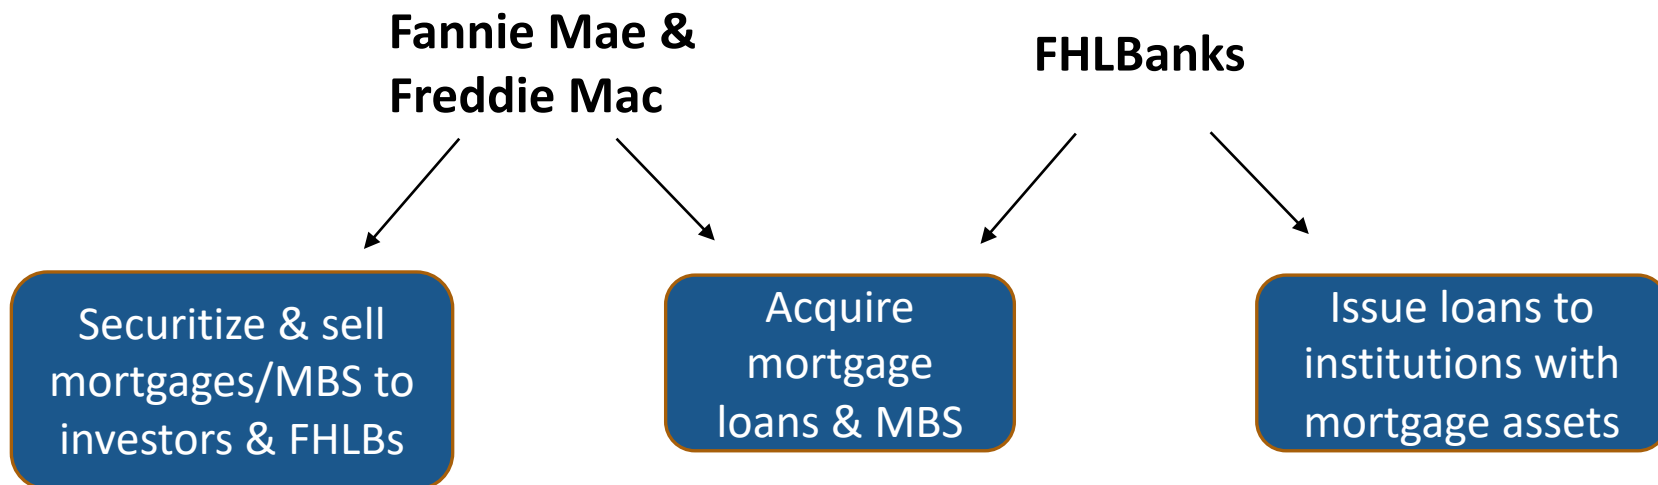 Fannie Mae &
Freddie Mac
FHLBanks
Securitize & sell
mortgages/MBS to
investors & FHLBs
Acquire
mortgage
loans & MBS
Issue loans to
institutions with
mortgage assets